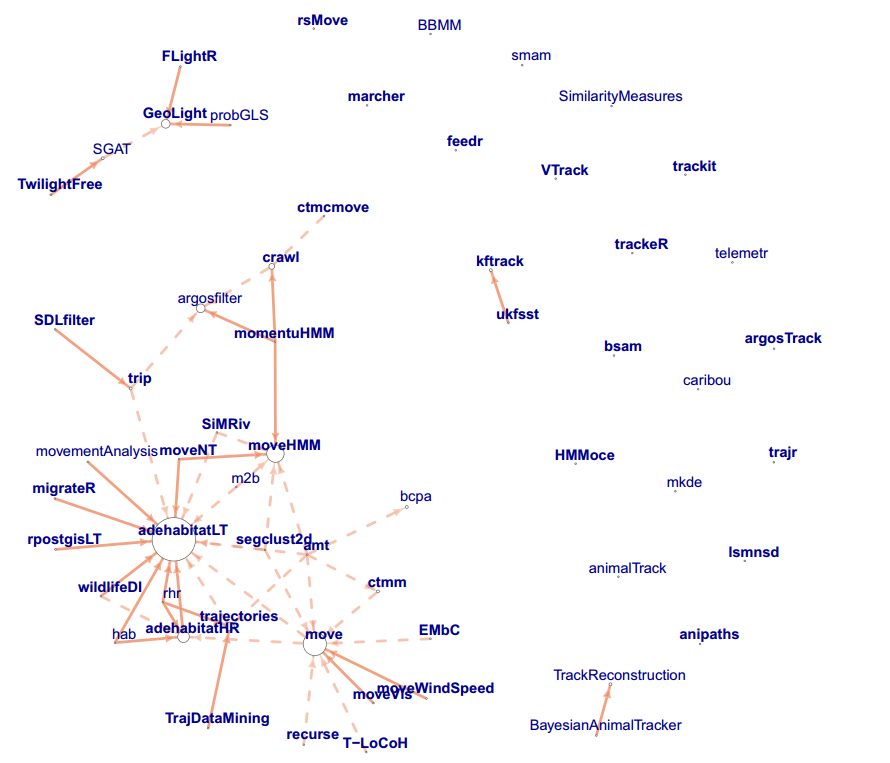 rsMove
BBMM
FLightR
smam
marcher
SimilarityMeasures
GeoLight
probGLS
SGAT
feedr
VTrack
trackit
TwilightFree
ctmcmove
crawl
kftrack
trackeR
telemetr
argosfilter
SDLfilter
momentuHMM
ukfsst
bsam
argosTrack
trip
caribou
SiMRiv
movementAnalysis
moveNT
moveHMM
HMMoce
trajr
migrateR
m2b
bcpa
mkde
rpostgisLT
adehabitatLT
segclust2d
amt
lsmnsd
animalTrack
wildlifeDI
rhr
ctmm
trajectories
hab
adehabitatHR
move
EMbC
anipaths
TrackReconstruction
moveVis
moveWindSpeed
TrajDataMining
recurse
T−LoCoH
BayesianAnimalTracker